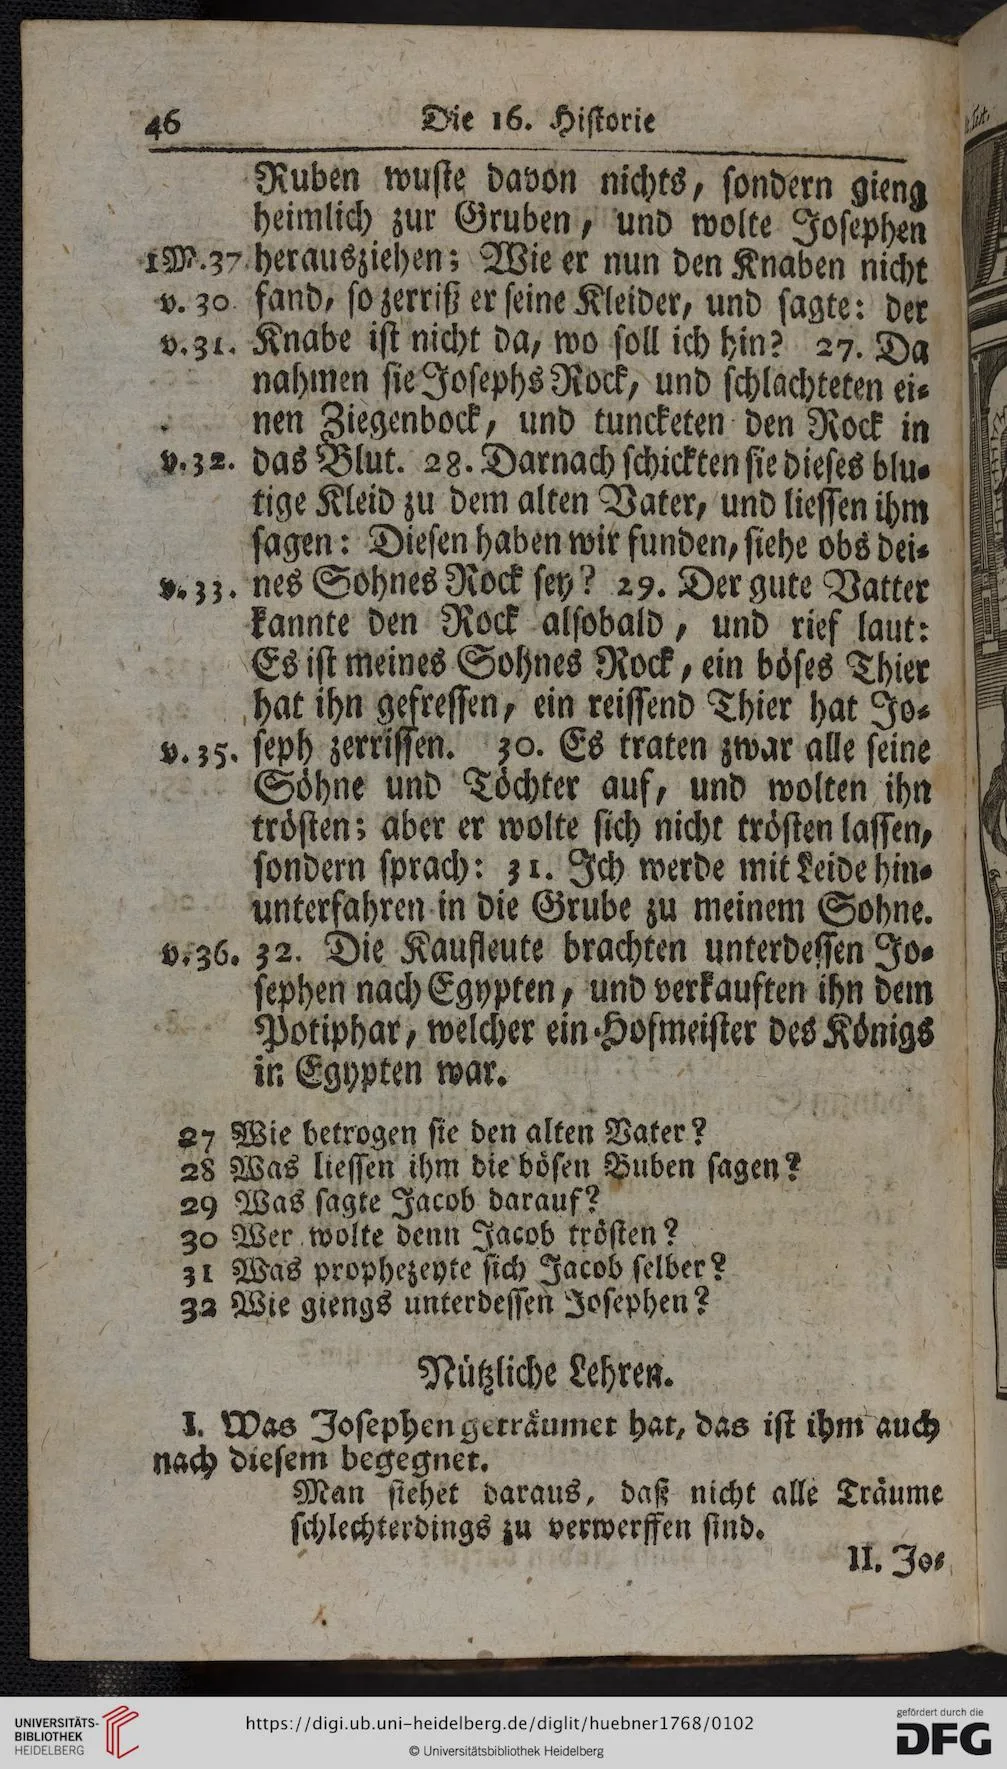 46 Die 16. Historie
Ruben wuste davon nichts, sondern gieng
heimlich zur Gruben, und wolte Josephen
1 M. 37 herausziehen; Wie er nun den Knaben nicht
v. 30. fand, so zerriß er seine Kleider, und sagte: der
v. 31. Knabe ist nicht da, wo soll ich hin? 27. Da
nahmen sie Josephs Rock, und schlachteten ei-
nen Ziegenbock, und tuncketen den Rock in
v. 32. das Blut. 28. Darnach schickten sie dieses blu-
tige Kleid zu dem alten Vater, und liessen ihm
sagen: Diesen haben wir funden, siehe obs dei-
v. 33. nes Sohnes Rock sey? 29. Der gute Vatter
kannte den Rock alsobald, und rief laut:
Es ist meines Sohnes Rock, ein böses Thier
hat ihn gefressen, ein reissend Thier hat Jo-
v. 35. seph zerrissen. 30. Es traten zwar alle seine
Söhne und Töchter auf, und wolten ihn
trösten; aber er wolte sich nicht trösten lassen,
sondern sprach: 31. Ich werde mit Leide hin-
unterfahren in die Grube zu meinem Sohne.
v. 36. 32. Die Kaufleute brachten unterdessen Jo-
sephen nach Egypten, und verkauften ihn dem
Potiphar, welcher ein Hofmeister des Königs
in Egypten war.
27 Wie betrogen sie den alten Vater?
28 Was liessen ihm die bösen Buben sagen?
29 Was sagte Jacob darauf?
30 Wer wolte denn Jacob trösten?
31 Was prophezeyte sich Jacob selber?
32 Wie giengs unterdessen Josephen?
Nützliche Lehren.
I. Was Josephen geträumet hat, das ist ihm auch
nach diesem begegnet.
Man siehet daraus, daß nicht alle Träume
schlechterdings zu verwerffen sind.
II. Jo-
UNIVERSITÄTS-
BIBLIOTHEK
HEIDELBERG
https://digi.ub.uni-heidelberg.de/diglit/huebner1768/0102
© Universitätsbibliothek Heidelberg
gefördert durch die
DFG